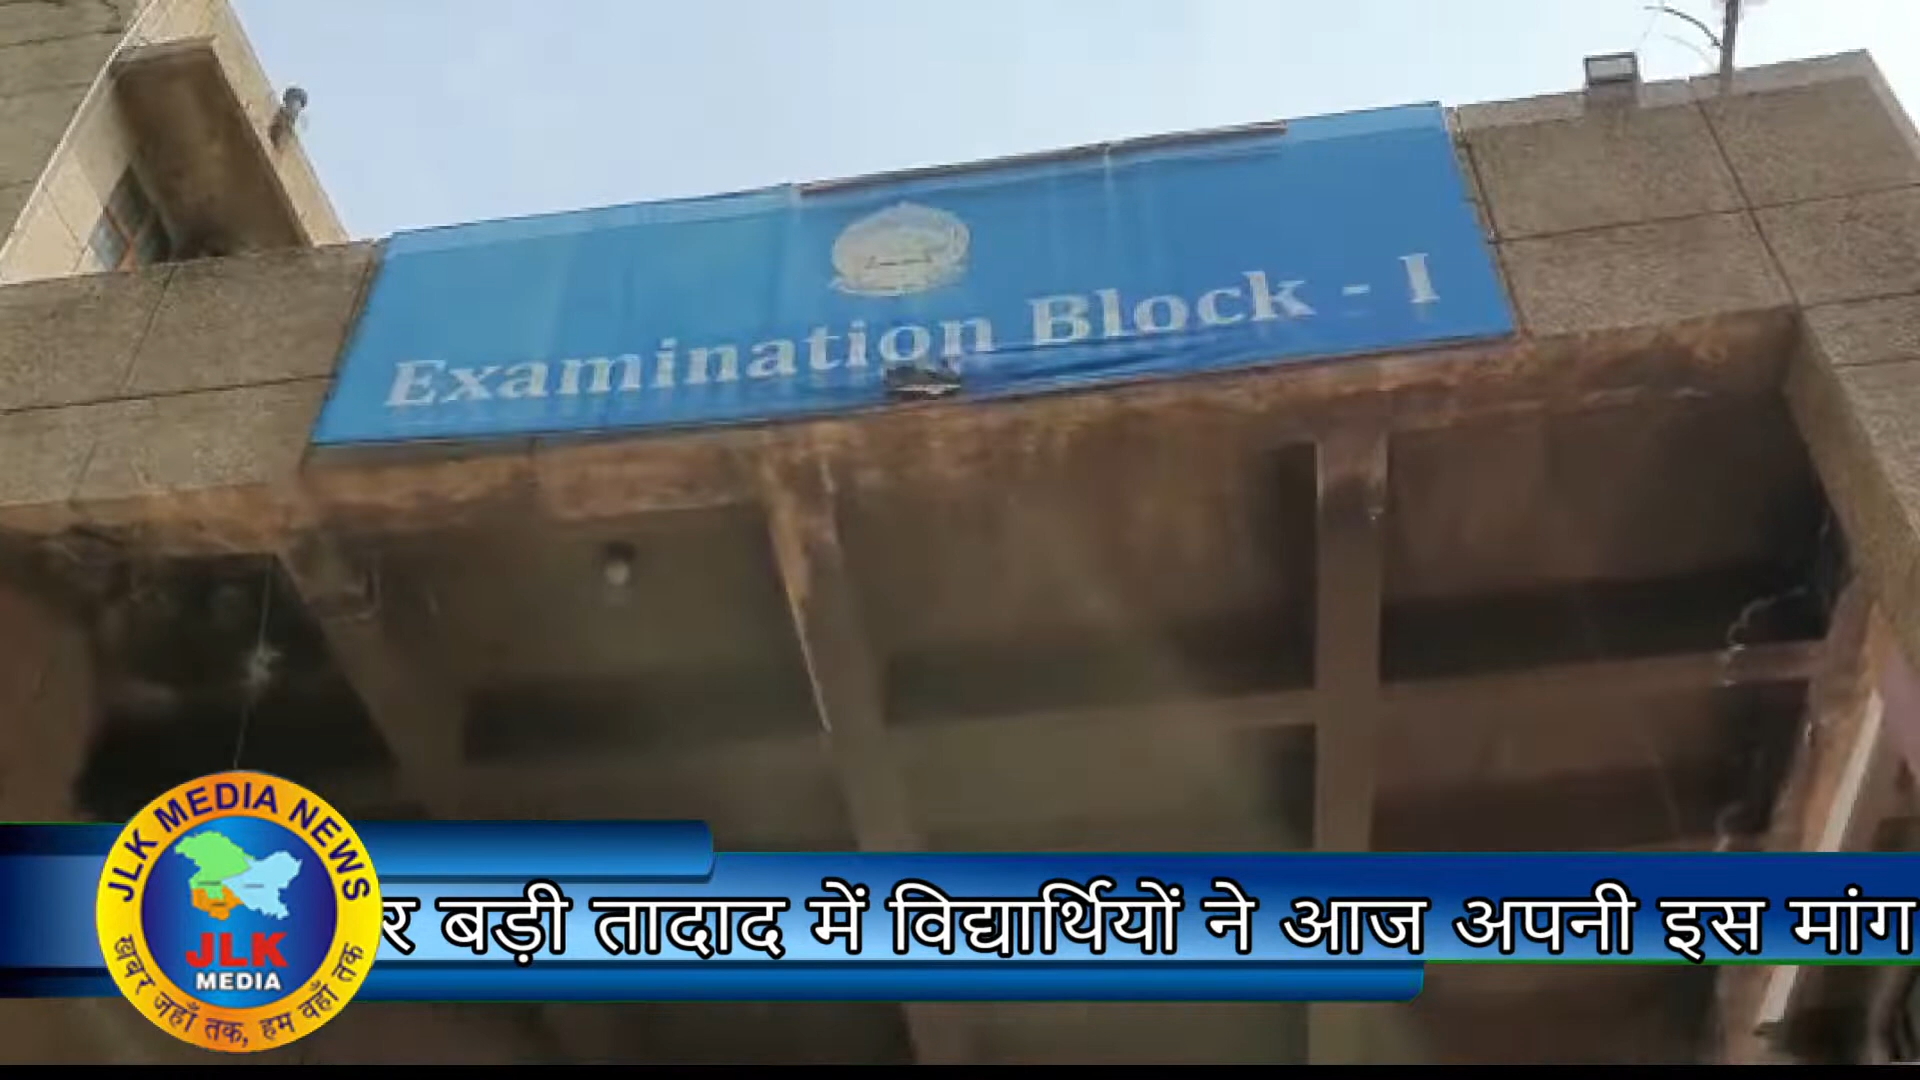 Examination Block - I
JLK MEDIA NEWS
JLK
MEDIA
खबर जहाँ तक, हम वहाँ तक
र बड़ी तादाद में विद्यार्थियों ने आज अपनी इस मांग